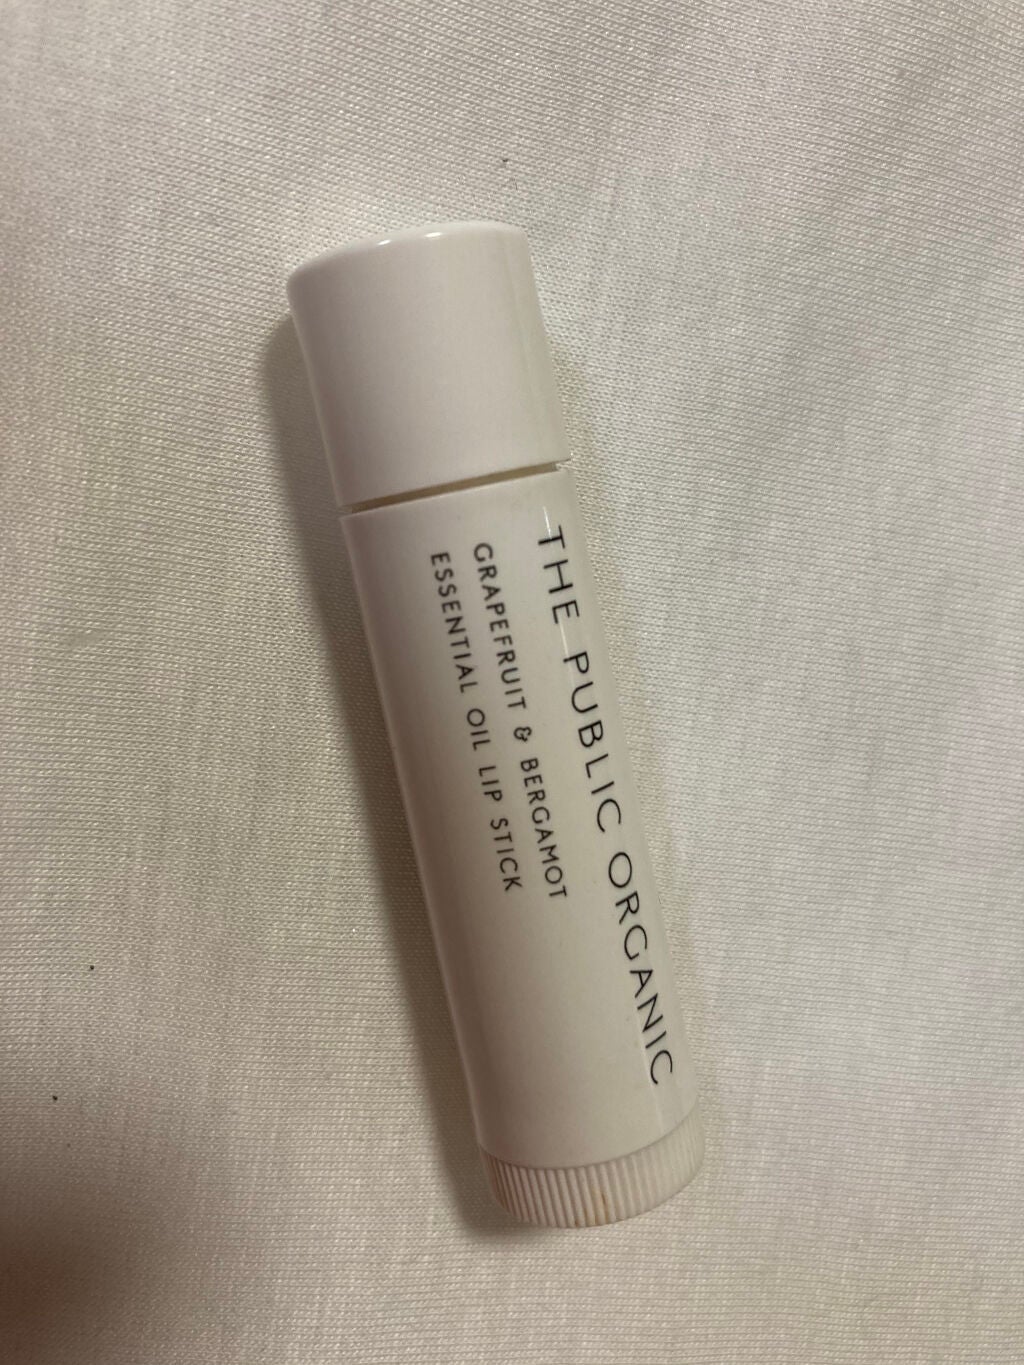 THE PUBLIC ORGANIC
GRAPEFRUIT & BERGAMOT
ESSENTIAL OIL LIP STICK